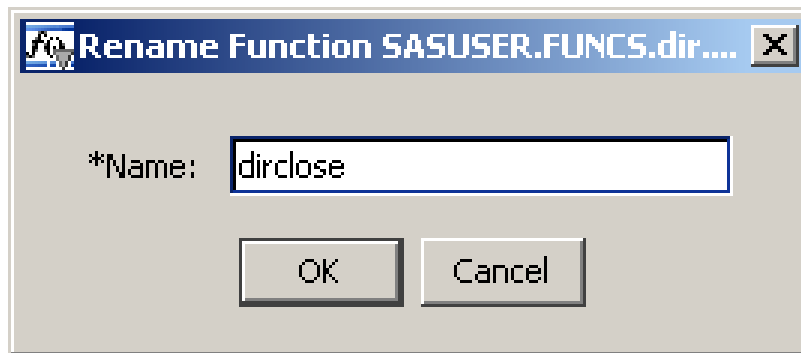 Rename Function SASUSER.FUNCS.dir....
*Name: dirclose
OK Cancel